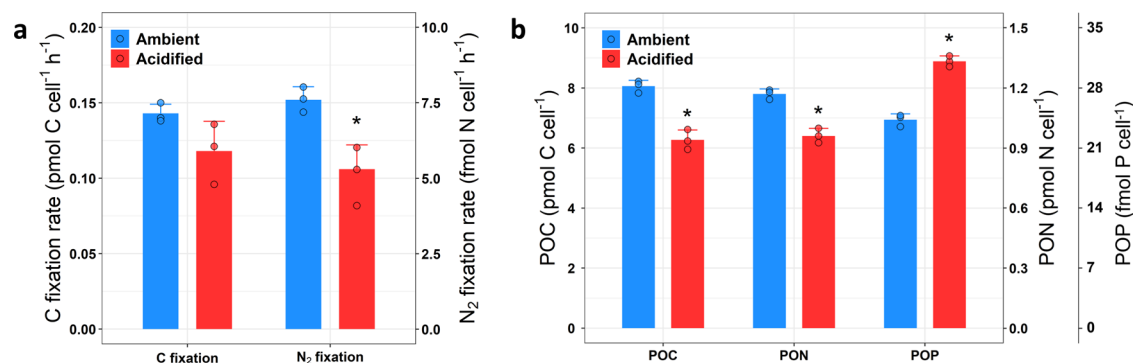 a
Ambient
Acidified
C fixation rate (pmol C cell⁻¹ h⁻¹)
0.20
0.15
0.10
0.05
0.00
*
10.0
7.5
5.0
2.5
0.0
N₂ fixation rate (fmol N cell⁻¹ h⁻¹)
C fixation
N₂ fixation
b
Ambient
Acidified
POC (pmol C cell⁻¹)
10
8
6
4
2
0
*
*
*
1.5
1.2
0.9
0.6
0.3
0.0
PON (pmol N cell⁻¹)
35
28
21
14
7
0
POP (fmol P cell⁻¹)
POC
PON
POP